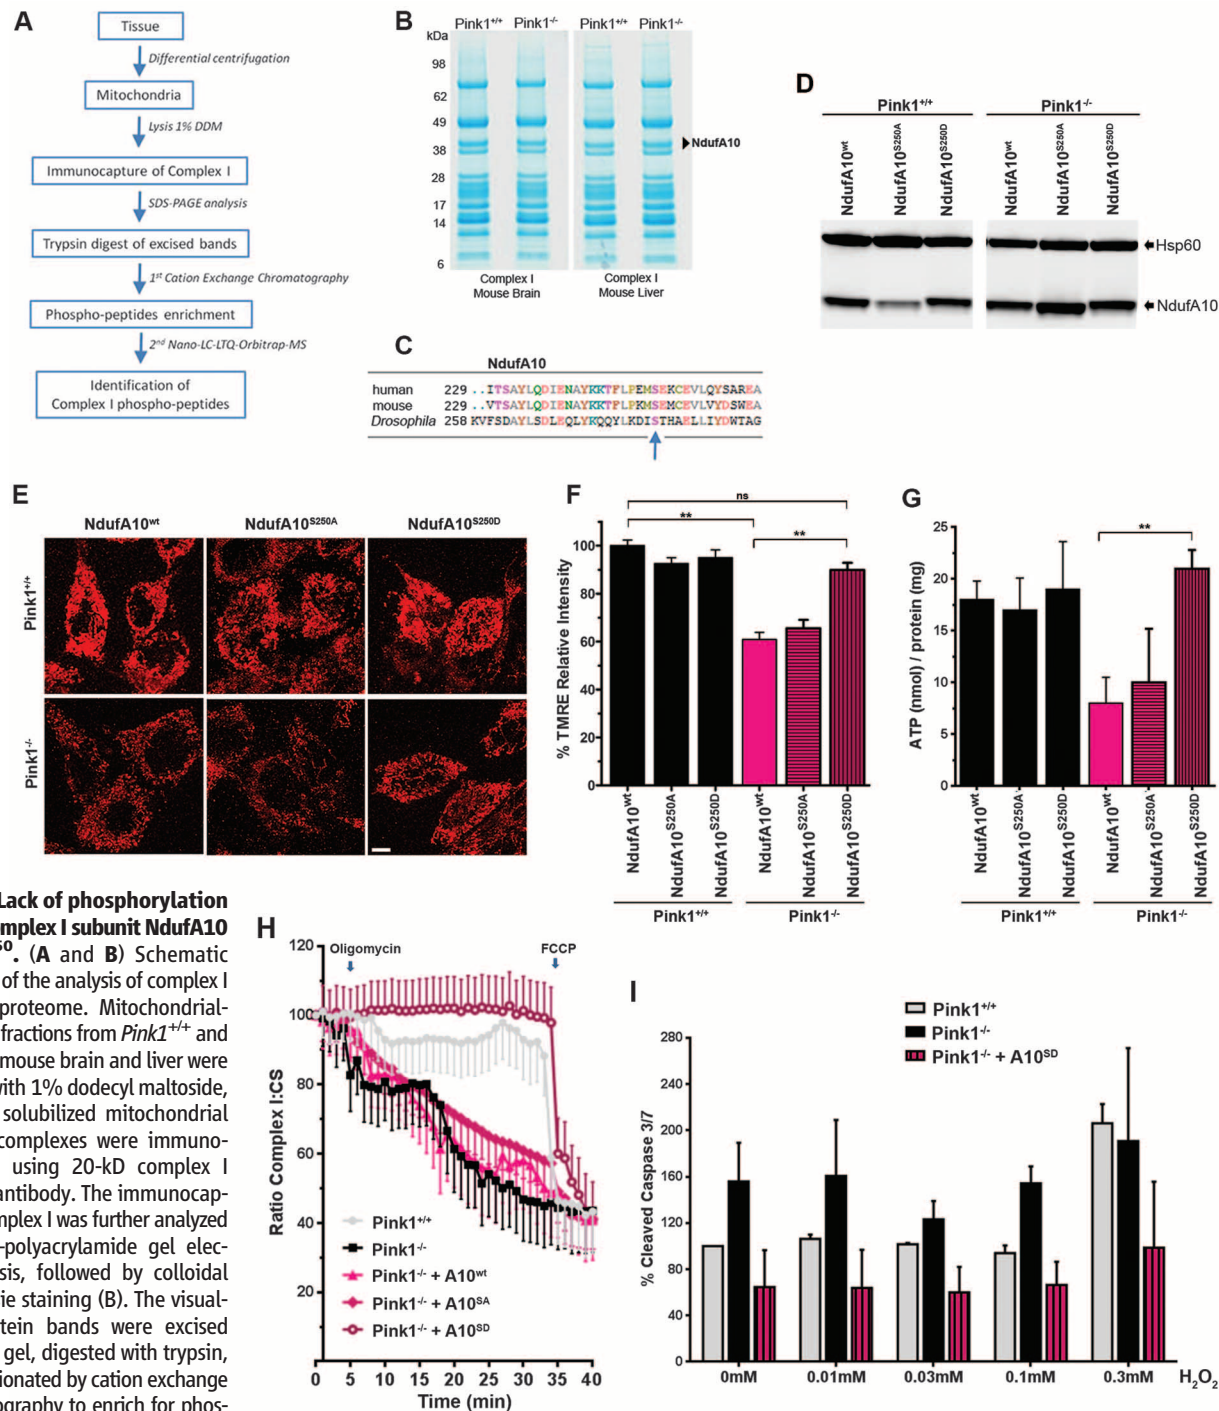 A
Tissue
Differential centrifugation
Mitochondria
Lysis 1% DDM
Immunocapture of Complex I
SDS-PAGE analysis
Trypsin digest of excised bands
1st Cation Exchange Chromatography
Phospho-peptides enrichment
2nd Nano-LC-LTQ-Orbitrap-MS
Identification of
Complex I phospho-peptides
B
Pink1+/+ Pink1-/- Pink1+/+ Pink1-/-
kDa
98
62
49
38
28
17
14
6
NdufA10
Complex I
Mouse Brain
Complex I
Mouse Liver
C
NdufA10
human 229 ..ITSAYLQDIENAYKKTFLPEMSEKCEVLQYSAREA
mouse 229 ..VTSAYLQDIENAYKKTFLPKMSEMCEVLVYDSWEA
Drosophila 258 KVFSDAYLSDLEQLYKQQYLKDISTHAELLIYDWTAG
D
Pink1+/+ Pink1-/-
NdufA10wt NdufA10S250A NdufA10S250D NdufA10wt NdufA10S250A NdufA10S250D
Hsp60
NdufA10
E
NdufA10wt NdufA10S250A NdufA10S250D
Pink1+/+
Pink1-/-
F
ns
**
**
% TMRE Relative Intensity
100
80
60
40
20
0
NdufA10wt NdufA10S250A NdufA10S250D NdufA10wt NdufA10S250A NdufA10S250D
Pink1+/+ Pink1-/-
G
**
ATP (nmol) / protein (mg)
25
20
15
10
5
0
NdufA10wt NdufA10S250A NdufA10S250D NdufA10wt NdufA10S250A NdufA10S250D
Pink1+/+ Pink1-/-
Lack of phosphorylation
mplex I subunit NdufA10
50. (A and B) Schematic
of the analysis of complex I
proteome. Mitochondrial-
fractions from Pink1+/+ and
mouse brain and liver were
with 1% dodecyl maltoside,
solubilized mitochondrial
complexes were immuno-
using 20-kD complex I
antibody. The immunocap-
mplex I was further analyzed
-polyacrylamide gel elec-
sis, followed by colloidal
ie staining (B). The visual-
tein bands were excised
gel, digested with trypsin,
ionated by cation exchange
ography to enrich for phos-
H
Oligomycin FCCP
Ratio Complex I:CS
120
100
80
60
40
20
Pink1+/+
Pink1-/-
Pink1-/- + A10wt
Pink1-/- + A10SA
Pink1-/- + A10SD
0 5 10 15 20 25 30 35 40
Time (min)
I
Pink1+/+
Pink1-/-
Pink1-/- + A10SD
% Cleaved Caspase 3/7
280
240
200
160
120
80
40
0
0mM 0.01mM 0.03mM 0.1mM 0.3mM H2O2